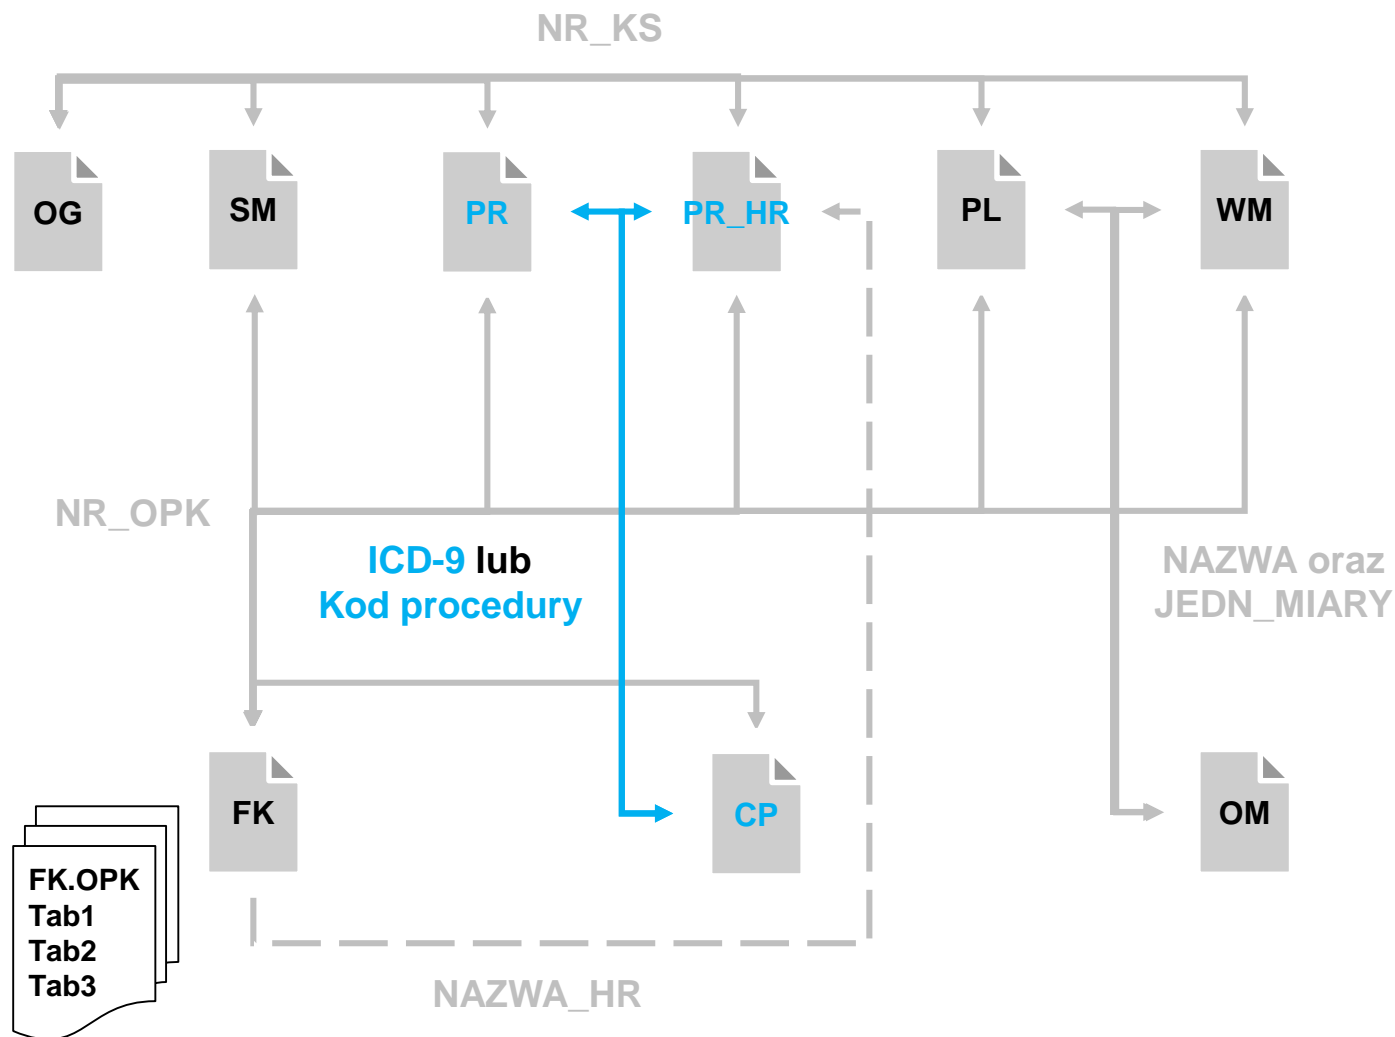 NR_KS
OG
SM
PR
PR_HR
PL
WM
NR_OPK
ICD-9 lub
Kod procedury
NAZWA oraz
JEDN_MIARY
FK
CP
OM
FK.OPK
Tab1
Tab2
Tab3
NAZWA_HR